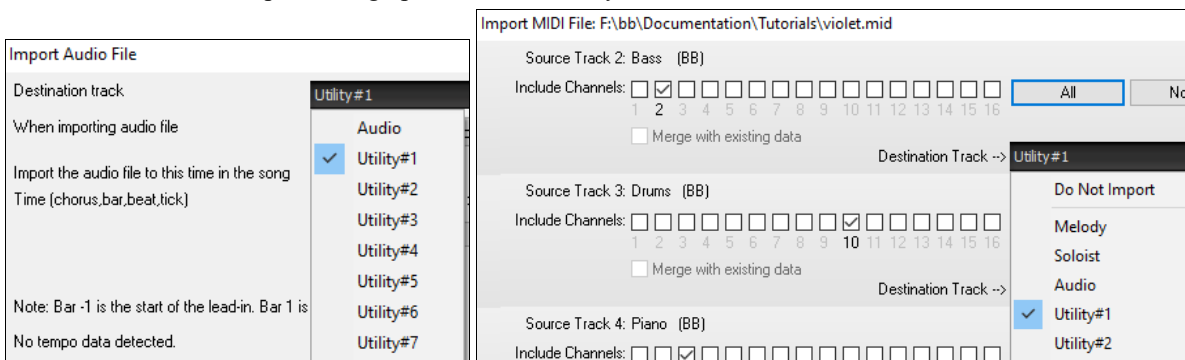 Import Audio File
Destination track
Utility#1
When importing audio file
Audio
Utility#1
Import the audio file to this time in the song
Time (chorus,bar,beat,tick)
Utility#2
Utility#3
Utility#4
Utility#5
Note: Bar -1 is the start of the lead-in. Bar 1 is
Utility#6
No tempo data detected.
Utility#7
Import MIDI File: F:\bb\Documentation\Tutorials\violet.mid
Source Track 2: Bass (BB)
Include Channels:
All
1 2 3 4 5 6 7 8 9 10 11 12 13 14 15 16
Merge with existing data
Destination Track -->
Utility#1
Source Track 3: Drums (BB)
Do Not Import
Include Channels:
Melody
1 2 3 4 5 6 7 8 9 10 11 12 13 14 15 16
Soloist
Merge with existing data
Destination Track -->
Audio
Source Track 4: Piano (BB)
Utility#1
Include Channels:
Utility#2